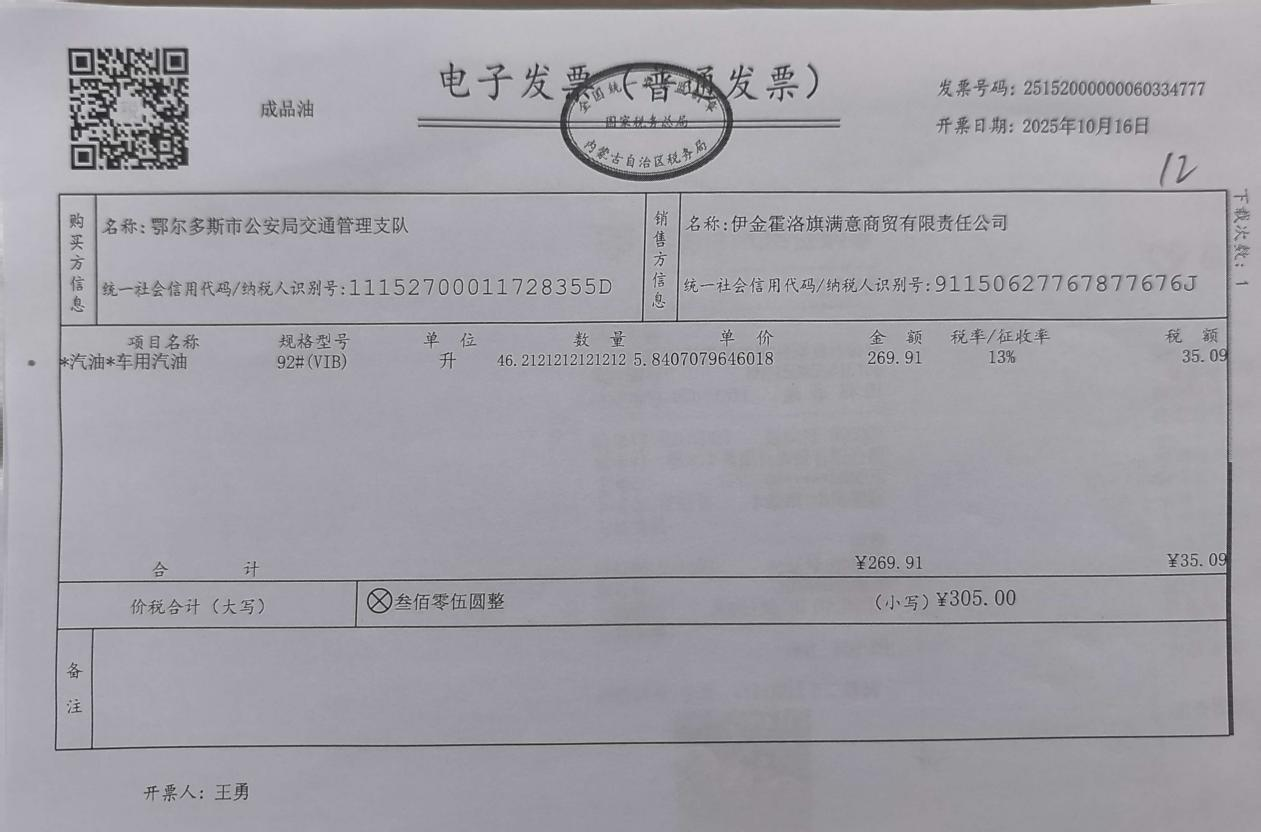 电子发票（普通发票）
成品油
全国统一发票监制章
国家税务总局
内蒙古自治区税务局
发票号码：25152000000060334777
开票日期：2025年10月16日
12
下载次数：1
购买方信息
名称：鄂尔多斯市公安局交通管理支队
统一社会信用代码/纳税人识别号：11152700011728355D
销售方信息
名称：伊金霍洛旗满意商贸有限责任公司
统一社会信用代码/纳税人识别号：91150627767877676J
项目名称 规格型号 单位 数量 单价 金额 税率/征收率 税额
*汽油*车用汽油 92#(VIB) 升 46.2121212121212 5.8407079646018 269.91 13% 35.09
合计 ¥269.91 ¥35.09
价税合计（大写） ⊗叁佰零伍圆整 （小写）¥305.00
备注
开票人：王勇